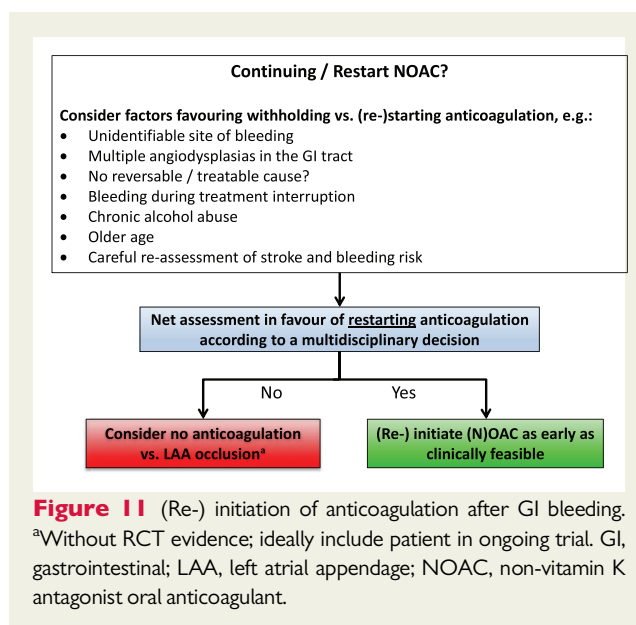 Continuing / Restart NOAC?
Consider factors favouring withholding vs. (re-)starting anticoagulation, e.g.:
• Unidentifiable site of bleeding
• Multiple angiodysplasias in the GI tract
• No reversable / treatable cause?
• Bleeding during treatment interruption
• Chronic alcohol abuse
• Older age
• Careful re-assessment of stroke and bleeding risk
Net assessment in favour of restarting anticoagulation
according to a multidisciplinary decision
No
Yes
Consider no anticoagulation
vs. LAA occlusionᵃ
(Re-) initiate (N)OAC as early as
clinically feasible
Figure 11 (Re-) initiation of anticoagulation after GI bleeding.
ᵃWithout RCT evidence; ideally include patient in ongoing trial. GI,
gastrointestinal; LAA, left atrial appendage; NOAC, non-vitamin K
antagonist oral anticoagulant.